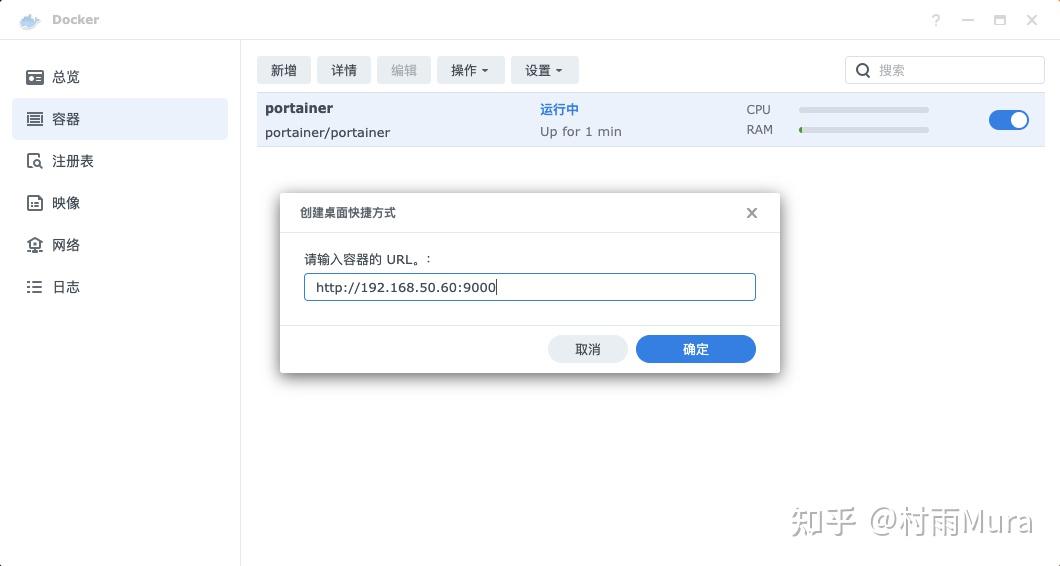 Docker
总览
容器
注册表
映像
网络
日志
新增 详情 编辑 操作 设置 搜索
portainer 运行中 CPU
portainer/portainer Up for 1 min RAM
创建桌面快捷方式
请输入容器的 URL。:
http://192.168.50.60:9000
取消 确定
知乎 @村雨Mura